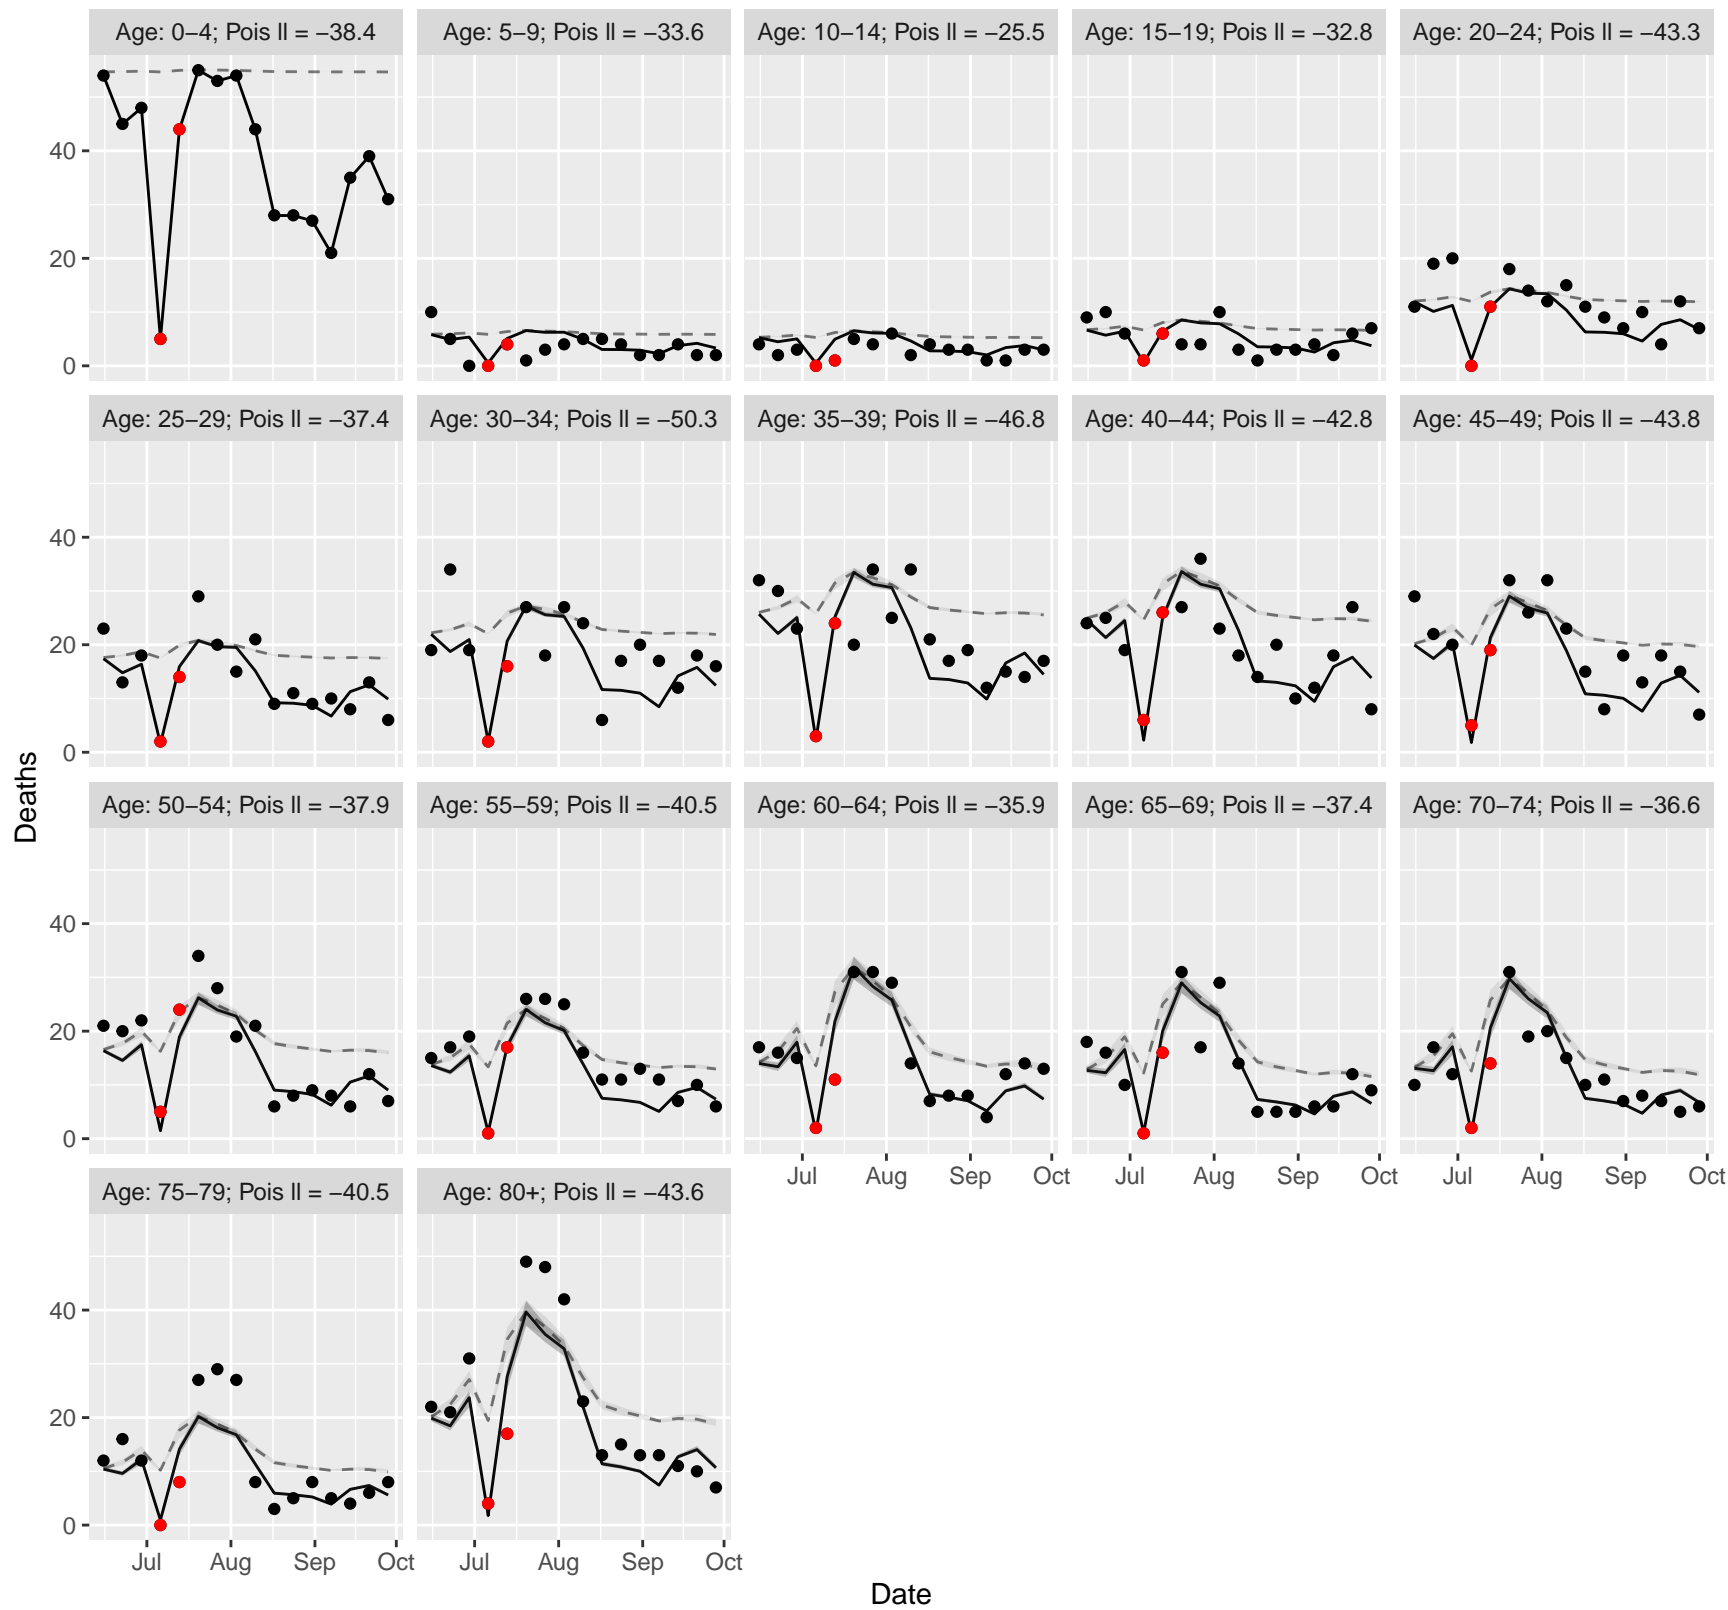 Age: 0−4; Pois ll = −38.4
Age: 5−9; Pois ll = −33.6
Age: 10−14; Pois ll = −25.5
Age: 15−19; Pois ll = −32.8
Age: 20−24; Pois ll = −43.3
40
20
0
Age: 25−29; Pois ll = −37.4
Age: 30−34; Pois ll = −50.3
Age: 35−39; Pois ll = −46.8
Age: 40−44; Pois ll = −42.8
Age: 45−49; Pois ll = −43.8
40
20
0
Deaths
Age: 50−54; Pois ll = −37.9
Age: 55−59; Pois ll = −40.5
Age: 60−64; Pois ll = −35.9
Age: 65−69; Pois ll = −37.4
Age: 70−74; Pois ll = −36.6
40
20
0
Jul Aug Sep Oct
Jul Aug Sep Oct
Jul Aug Sep Oct
Age: 75−79; Pois ll = −40.5
Age: 80+; Pois ll = −43.6
40
20
0
Jul Aug Sep Oct
Jul Aug Sep Oct
Date